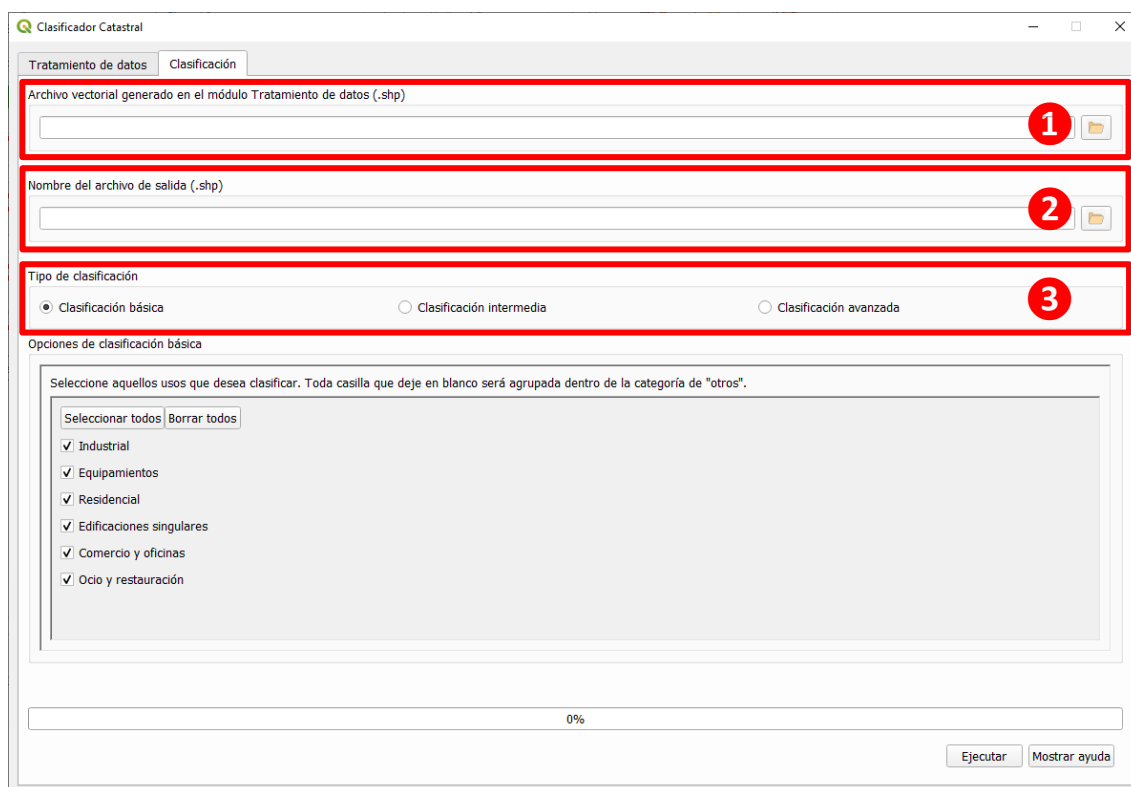 Clasificador Catastral
Tratamiento de datos Clasificación
Archivo vectorial generado en el módulo Tratamiento de datos (.shp)
1
Nombre del archivo de salida (.shp)
2
Tipo de clasificación
Clasificación básica Clasificación intermedia Clasificación avanzada 3
Opciones de clasificación básica
Seleccione aquellos usos que desea clasificar. Toda casilla que deje en blanco será agrupada dentro de la categoría de "otros".
Seleccionar todos Borrar todos
Industrial
Equipamientos
Residencial
Edificaciones singulares
Comercio y oficinas
Ocio y restauración
0%
Ejecutar Mostrar ayuda